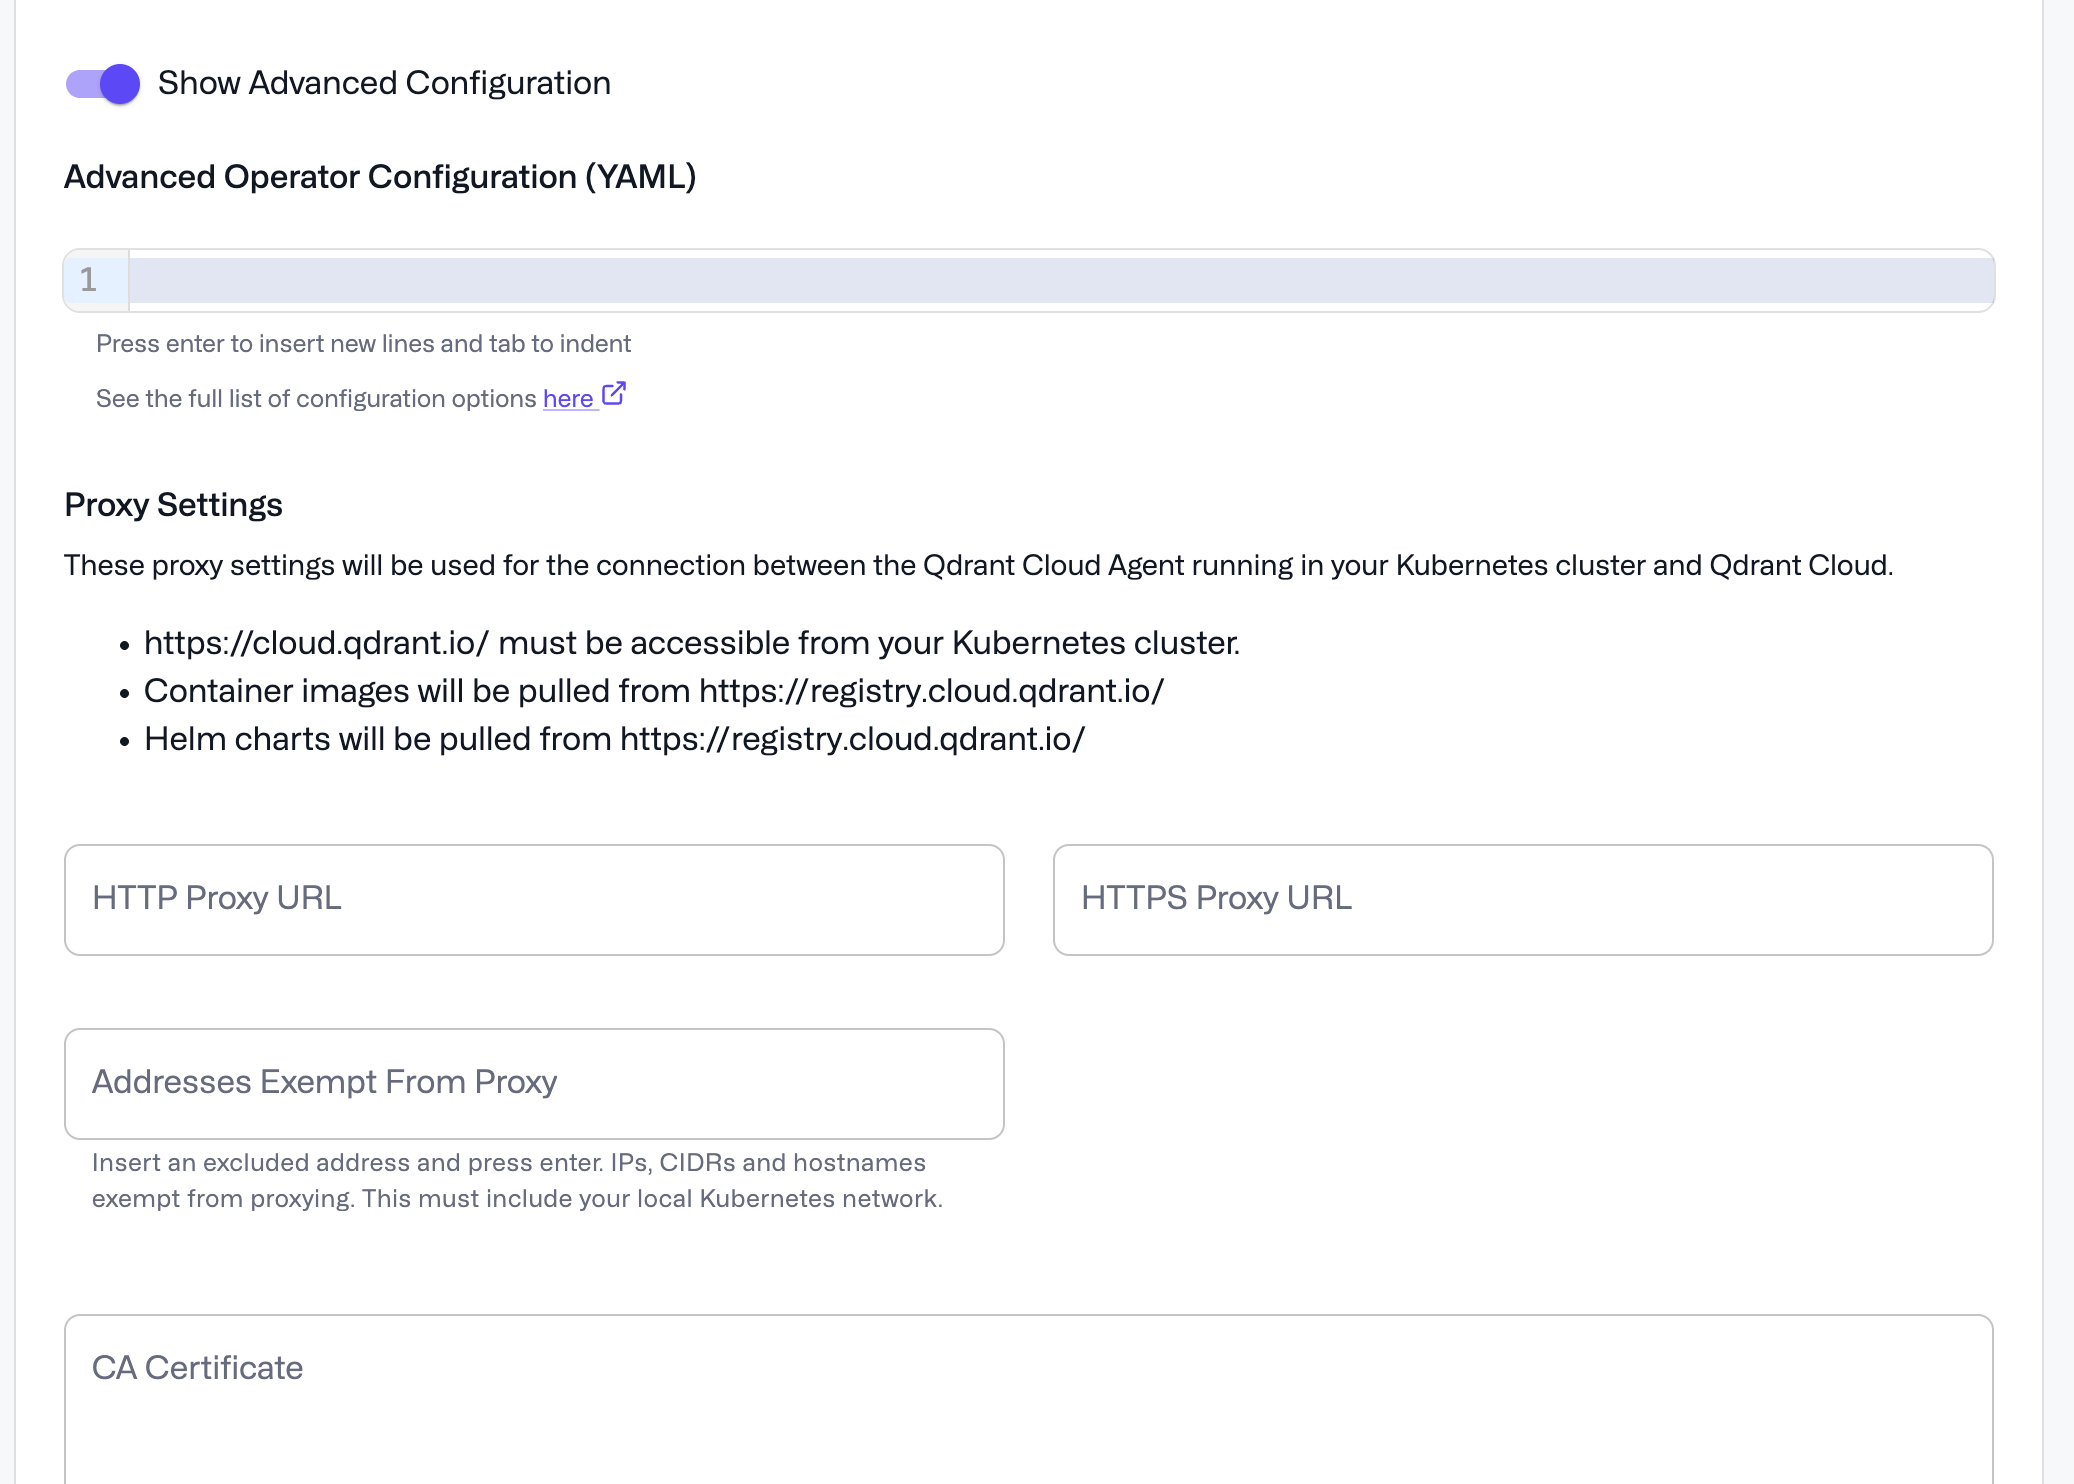 Show Advanced Configuration
Advanced Operator Configuration (YAML)
1
Press enter to insert new lines and tab to indent
See the full list of configuration options here
Proxy Settings
These proxy settings will be used for the connection between the Qdrant Cloud Agent running in your Kubernetes cluster and Qdrant Cloud.
• https://cloud.qdrant.io/ must be accessible from your Kubernetes cluster.
• Container images will be pulled from https://registry.cloud.qdrant.io/
• Helm charts will be pulled from https://registry.cloud.qdrant.io/
HTTP Proxy URL
HTTPS Proxy URL
Addresses Exempt From Proxy
Insert an excluded address and press enter. IPs, CIDRs and hostnames
exempt from proxying. This must include your local Kubernetes network.
CA Certificate